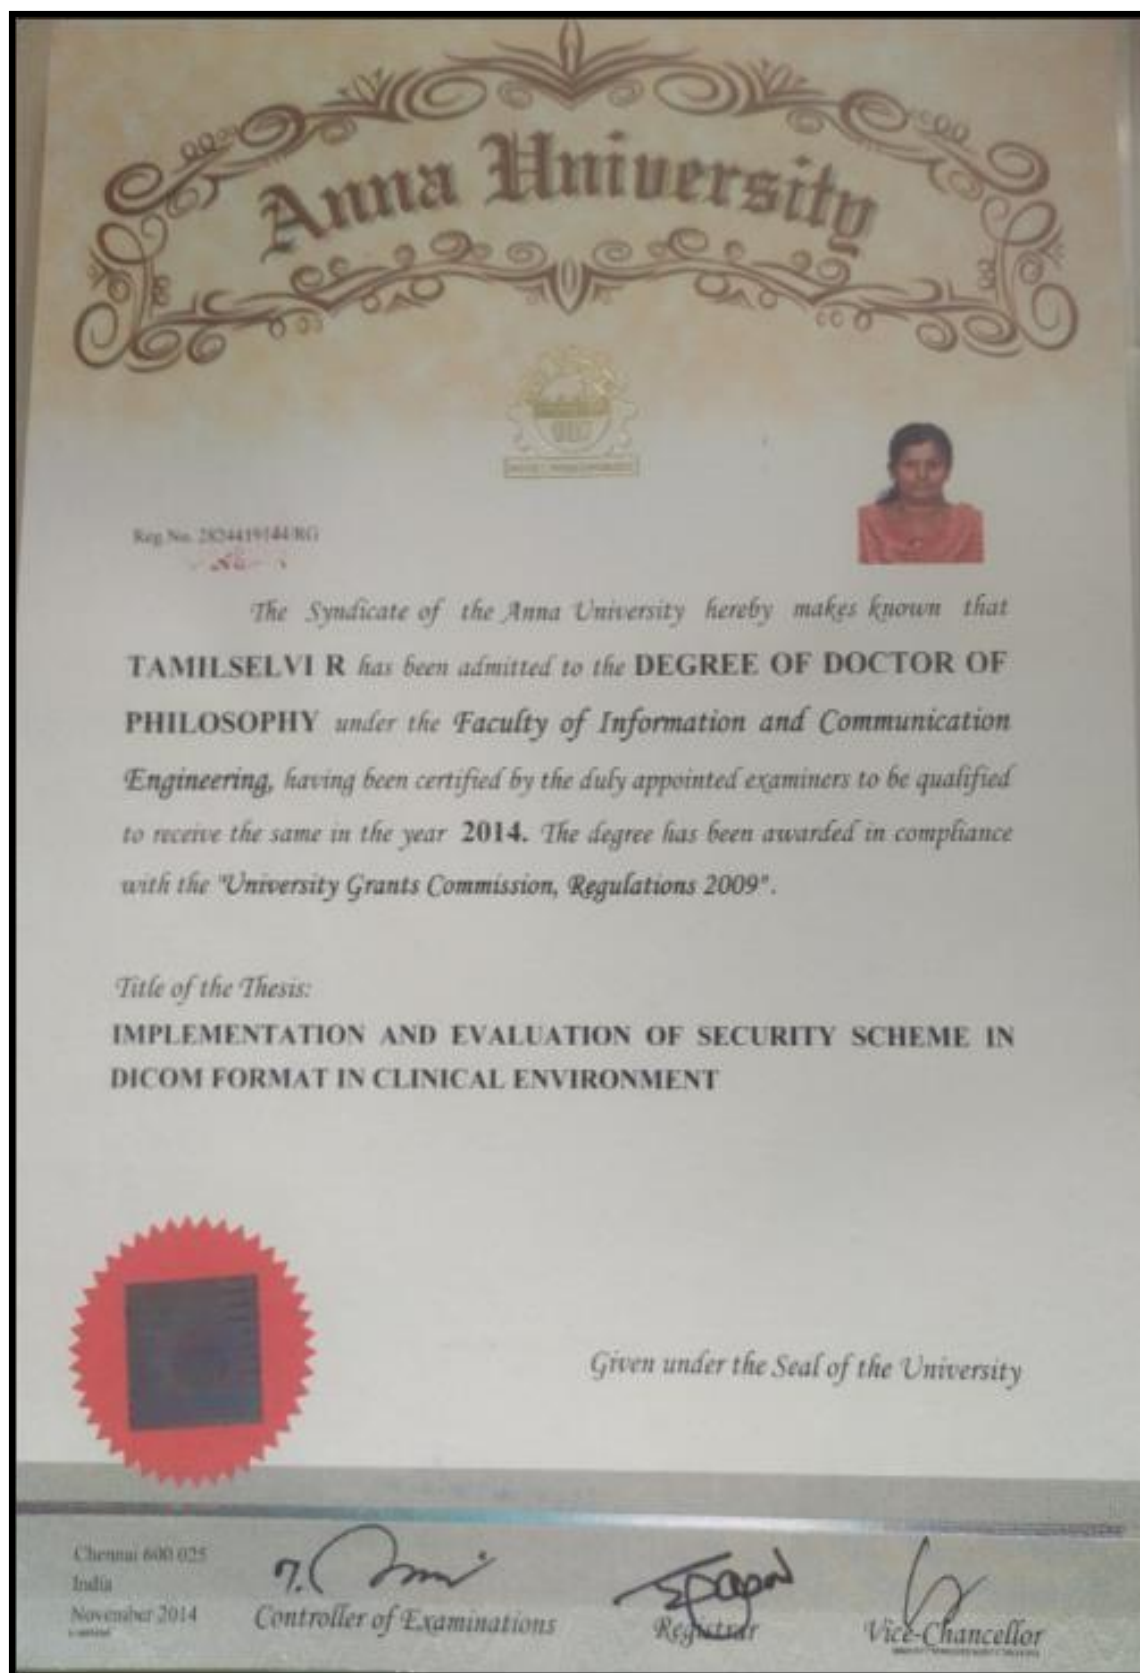 Anna University
Reg.No. 2824419144/RG
The Syndicate of the Anna University hereby makes known that
TAMILSELVI R has been admitted to the DEGREE OF DOCTOR OF
PHILOSOPHY under the Faculty of Information and Communication
Engineering, having been certified by the duly appointed examiners to be qualified
to receive the same in the year 2014. The degree has been awarded in compliance
with the "University Grants Commission, Regulations 2009".
Title of the Thesis:
IMPLEMENTATION AND EVALUATION OF SECURITY SCHEME IN
DICOM FORMAT IN CLINICAL ENVIRONMENT
Given under the Seal of the University
Chennai 600 025
India
November 2014
Controller of Examinations
Registrar
Vice-Chancellor